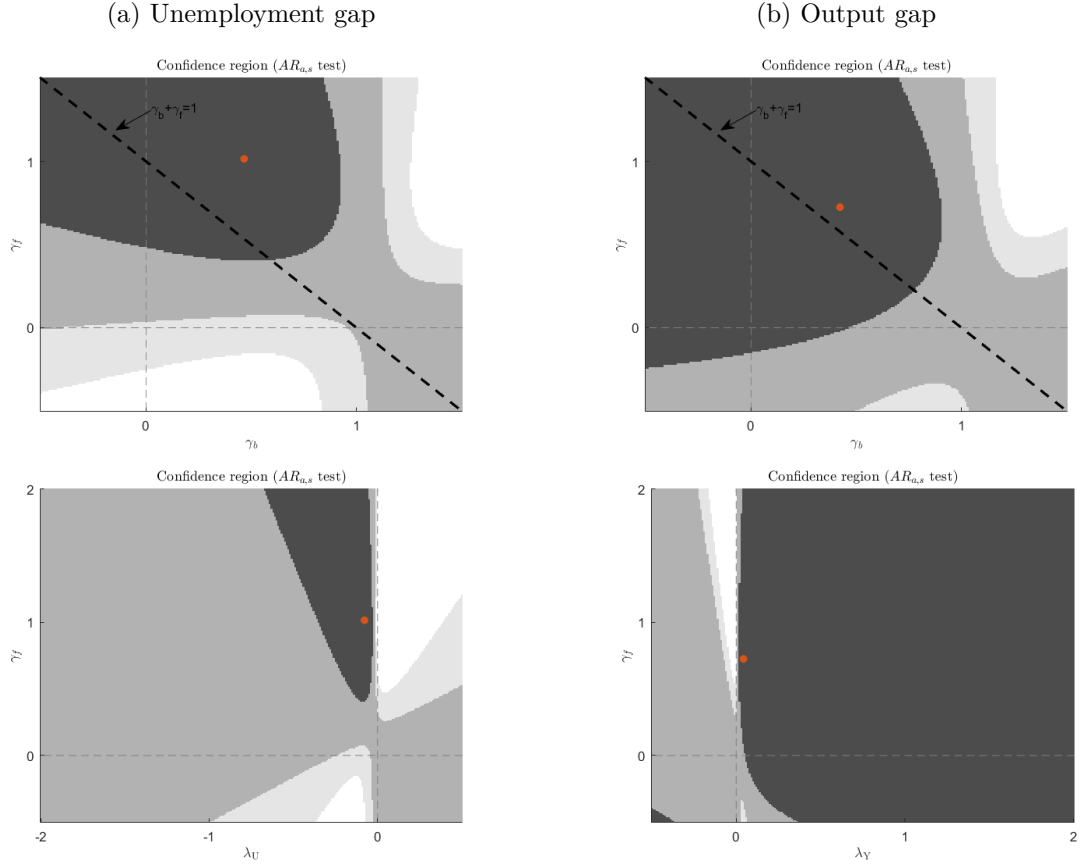 (a) Unemployment gap
(b) Output gap
Confidence region (AR_{a,s} test)
γ_b+γ_f=1
γ_f
1
0
0
1
γ_b
Confidence region (AR_{a,s} test)
γ_b+γ_f=1
γ_f
1
0
0
1
γ_b
Confidence region (AR_{a,s} test)
γ_f
2
1
0
-2
-1
0
λ_U
Confidence region (AR_{a,s} test)
γ_f
2
1
0
0
1
2
λ_Y